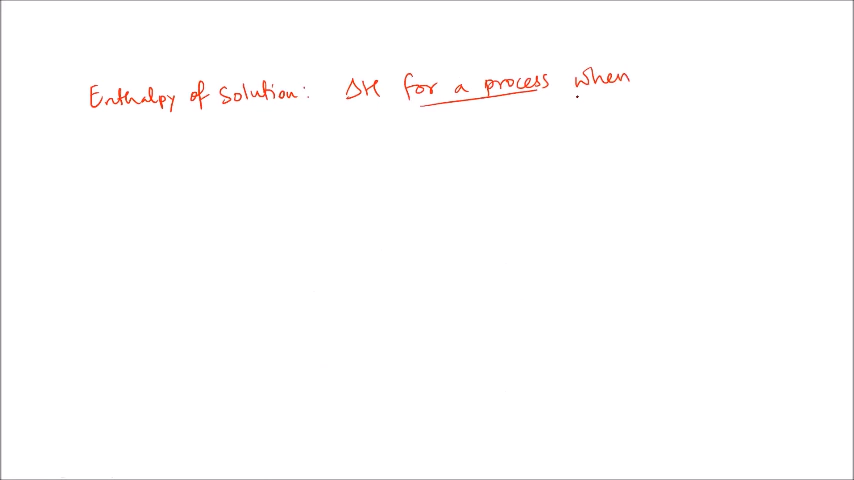 Enthalpy of Solution: ΔH for a process when